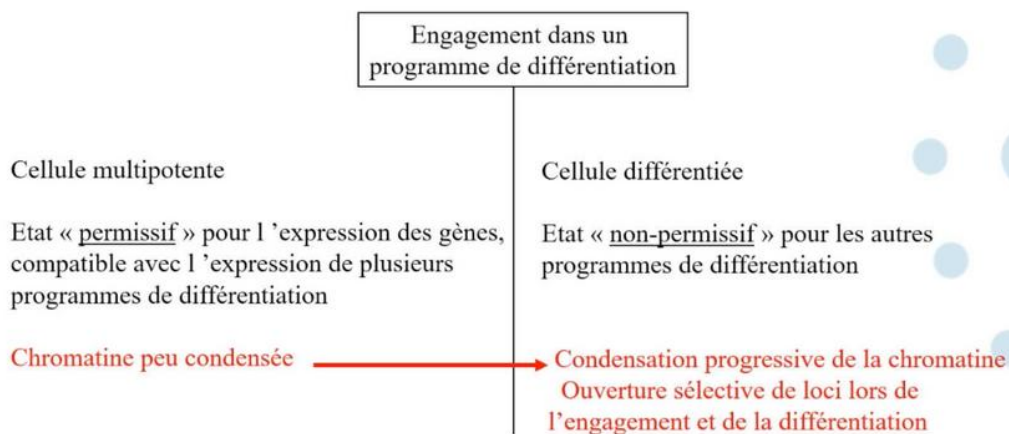 Engagement dans un
programme de différentiation
Cellule multipotente
Etat « permissif » pour l ’expression des gènes,
compatible avec l ’expression de plusieurs
programmes de différentiation
Chromatine peu condensée
Cellule différentiée
Etat « non-permissif » pour les autres
programmes de différentiation
Condensation progressive de la chromatine
Ouverture sélective de loci lors de
l’engagement et de la différentiation